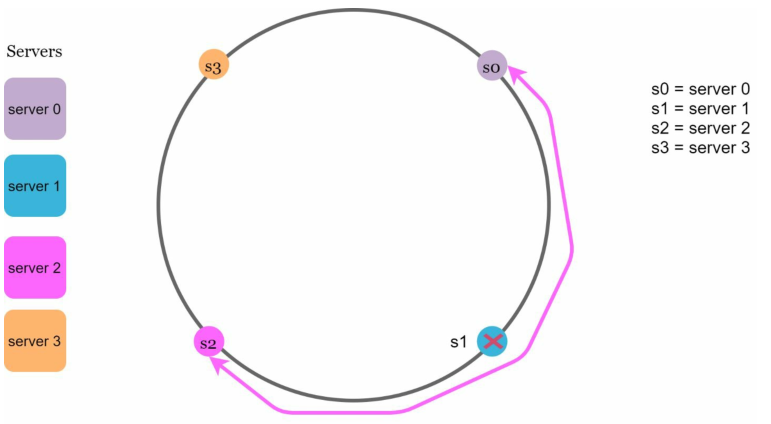 Servers
server 0
server 1
server 2
server 3
s3
s0
s1
s2
s0 = server 0
s1 = server 1
s2 = server 2
s3 = server 3